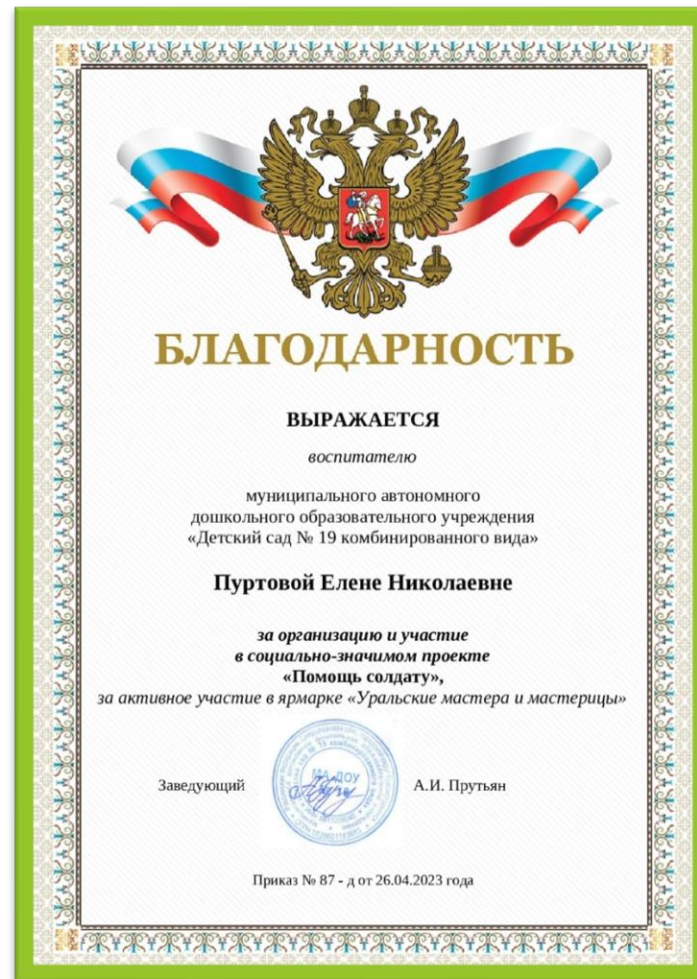 БЛАГОДАРНОСТЬ
ВЫРАЖАЕТСЯ
воспитателю
муниципального автономного
дошкольного образовательного учреждения
«Детский сад № 19 комбинированного вида»
Пуртовой Елене Николаевне
за организацию и участие
в социально-значимом проекте
«Помощь солдату»,
за активное участие в ярмарке «Уральские мастера и мастерицы»
МА ДОУ
Заведующий
А.И. Прутьян
Приказ № 87 - д от 26.04.2023 года